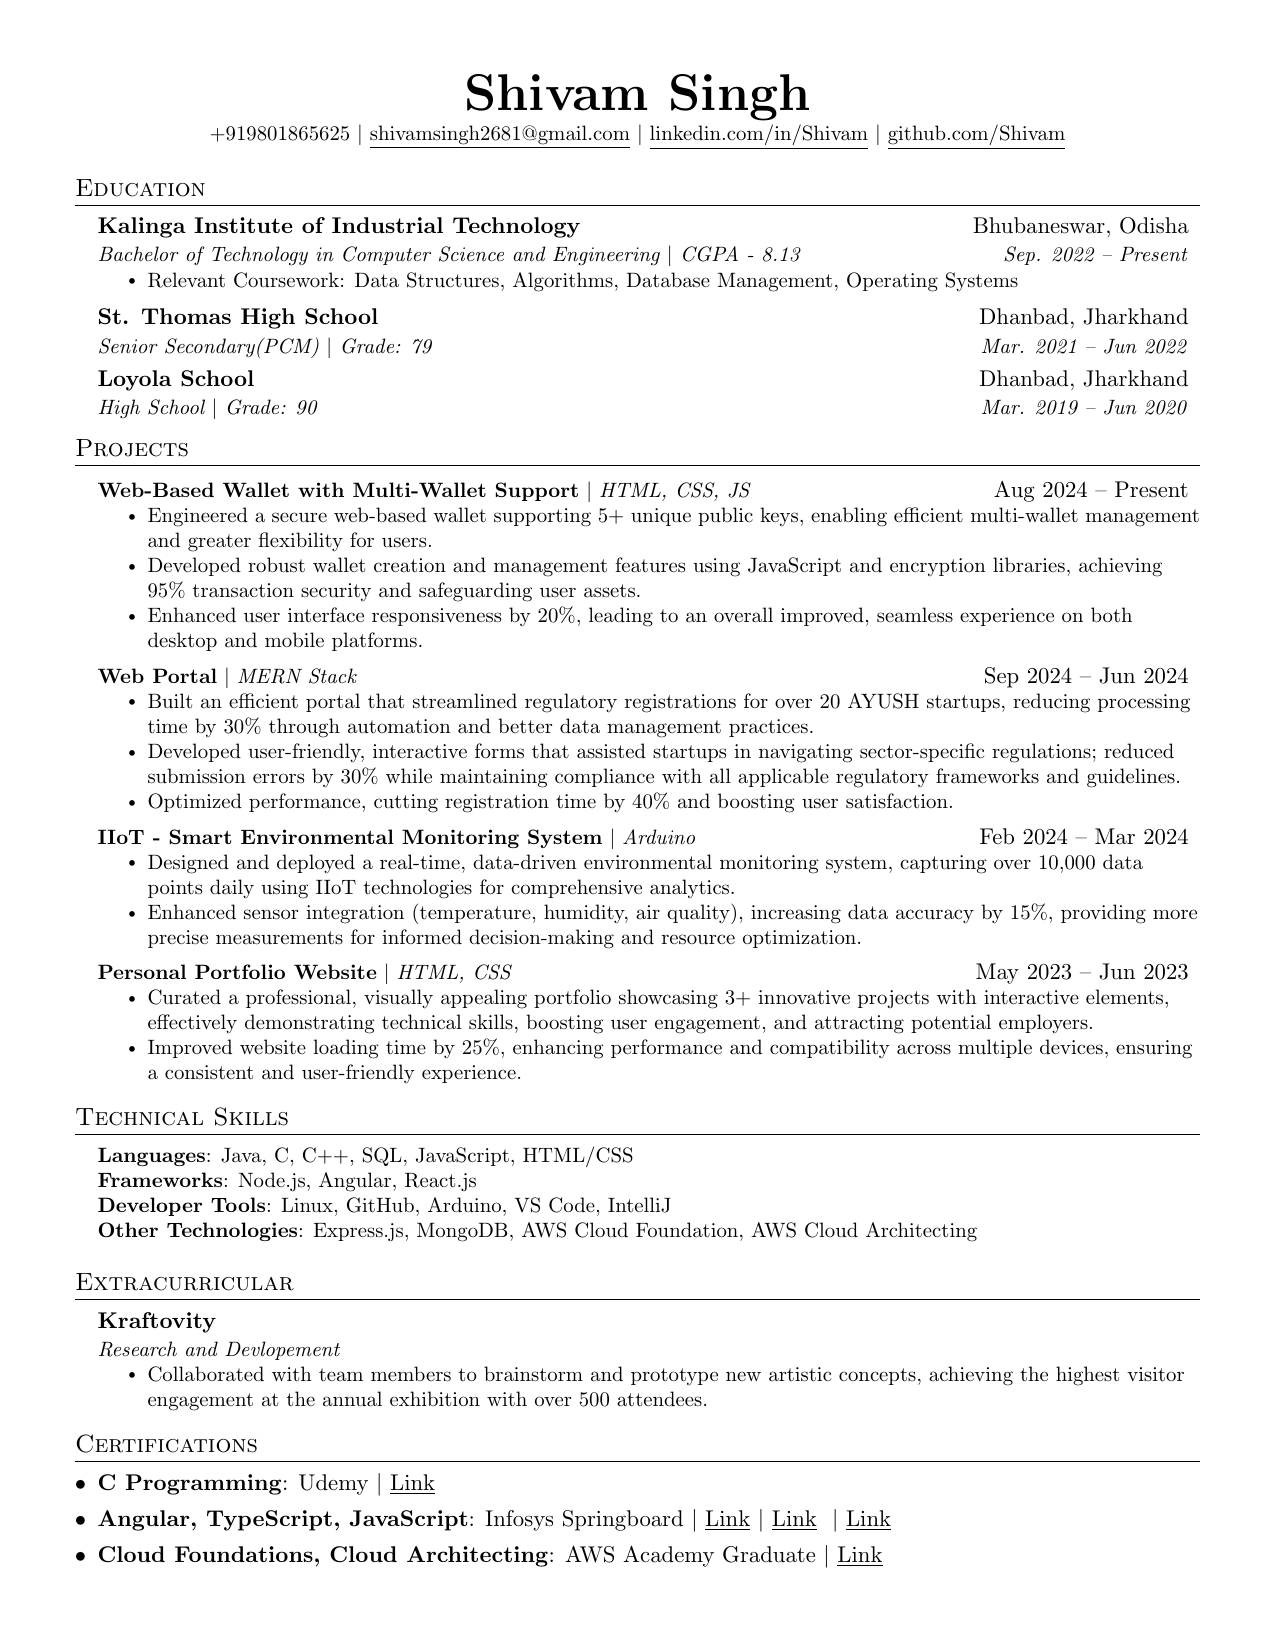 Shivam Singh
+919801865625 | shivamsingh2681@gmail.com | linkedin.com/in/Shivam | github.com/Shivam
Education
Kalinga Institute of Industrial Technology Bhubaneswar, Odisha
Bachelor of Technology in Computer Science and Engineering | CGPA - 8.13 Sep. 2022 – Present
• Relevant Coursework: Data Structures, Algorithms, Database Management, Operating Systems
St. Thomas High School Dhanbad, Jharkhand
Senior Secondary(PCM) | Grade: 79 Mar. 2021 – Jun 2022
Loyola School Dhanbad, Jharkhand
High School | Grade: 90 Mar. 2019 – Jun 2020
Projects
Web-Based Wallet with Multi-Wallet Support | HTML, CSS, JS Aug 2024 – Present
• Engineered a secure web-based wallet supporting 5+ unique public keys, enabling efficient multi-wallet management
and greater flexibility for users.
• Developed robust wallet creation and management features using JavaScript and encryption libraries, achieving
95% transaction security and safeguarding user assets.
• Enhanced user interface responsiveness by 20%, leading to an overall improved, seamless experience on both
desktop and mobile platforms.
Web Portal | MERN Stack Sep 2024 – Jun 2024
• Built an efficient portal that streamlined regulatory registrations for over 20 AYUSH startups, reducing processing
time by 30% through automation and better data management practices.
• Developed user-friendly, interactive forms that assisted startups in navigating sector-specific regulations; reduced
submission errors by 30% while maintaining compliance with all applicable regulatory frameworks and guidelines.
• Optimized performance, cutting registration time by 40% and boosting user satisfaction.
IIoT - Smart Environmental Monitoring System | Arduino Feb 2024 – Mar 2024
• Designed and deployed a real-time, data-driven environmental monitoring system, capturing over 10,000 data
points daily using IIoT technologies for comprehensive analytics.
• Enhanced sensor integration (temperature, humidity, air quality), increasing data accuracy by 15%, providing more
precise measurements for informed decision-making and resource optimization.
Personal Portfolio Website | HTML, CSS May 2023 – Jun 2023
• Curated a professional, visually appealing portfolio showcasing 3+ innovative projects with interactive elements,
effectively demonstrating technical skills, boosting user engagement, and attracting potential employers.
• Improved website loading time by 25%, enhancing performance and compatibility across multiple devices, ensuring
a consistent and user-friendly experience.
Technical Skills
Languages: Java, C, C++, SQL, JavaScript, HTML/CSS
Frameworks: Node.js, Angular, React.js
Developer Tools: Linux, GitHub, Arduino, VS Code, IntelliJ
Other Technologies: Express.js, MongoDB, AWS Cloud Foundation, AWS Cloud Architecting
Extracurricular
Kraftovity
Research and Devlopement
• Collaborated with team members to brainstorm and prototype new artistic concepts, achieving the highest visitor
engagement at the annual exhibition with over 500 attendees.
Certifications
• C Programming: Udemy | Link
• Angular, TypeScript, JavaScript: Infosys Springboard | Link | Link | Link
• Cloud Foundations, Cloud Architecting: AWS Academy Graduate | Link